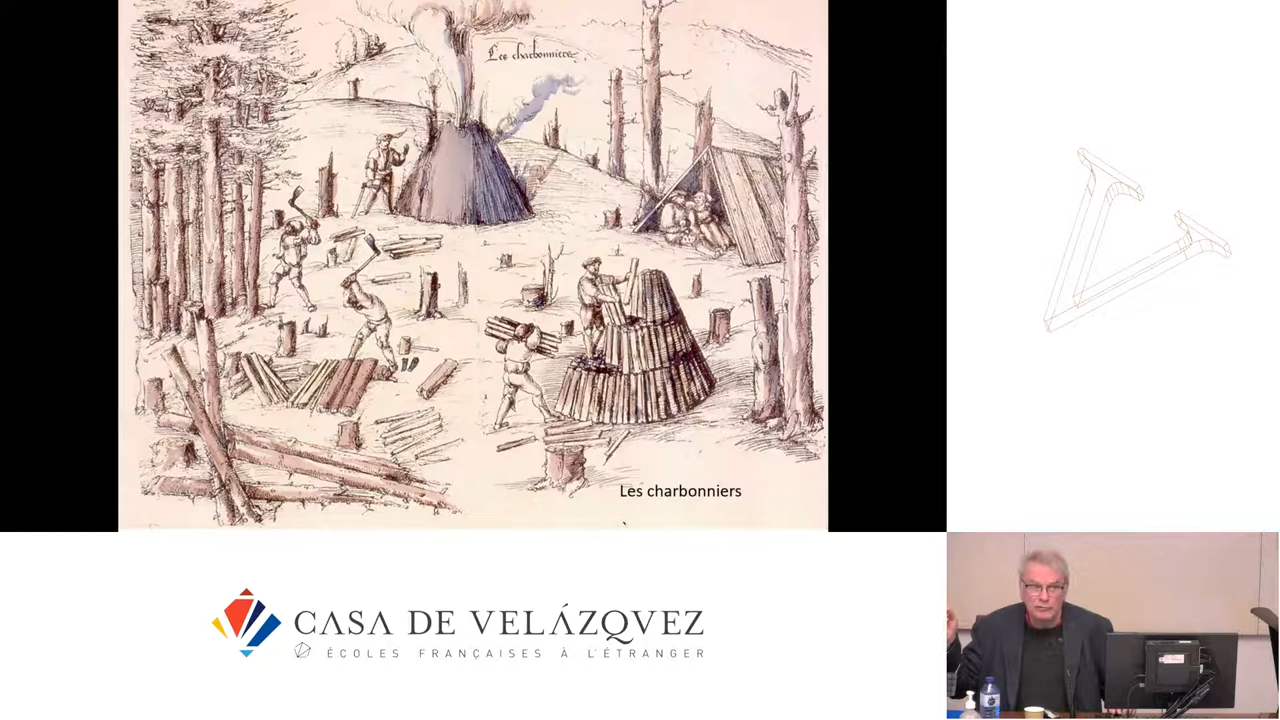 Les charbonniers
Les charbonniers
CASA DE VELÁZQVEZ
ÉCOLES FRANÇAISES À L'ÉTRANGER